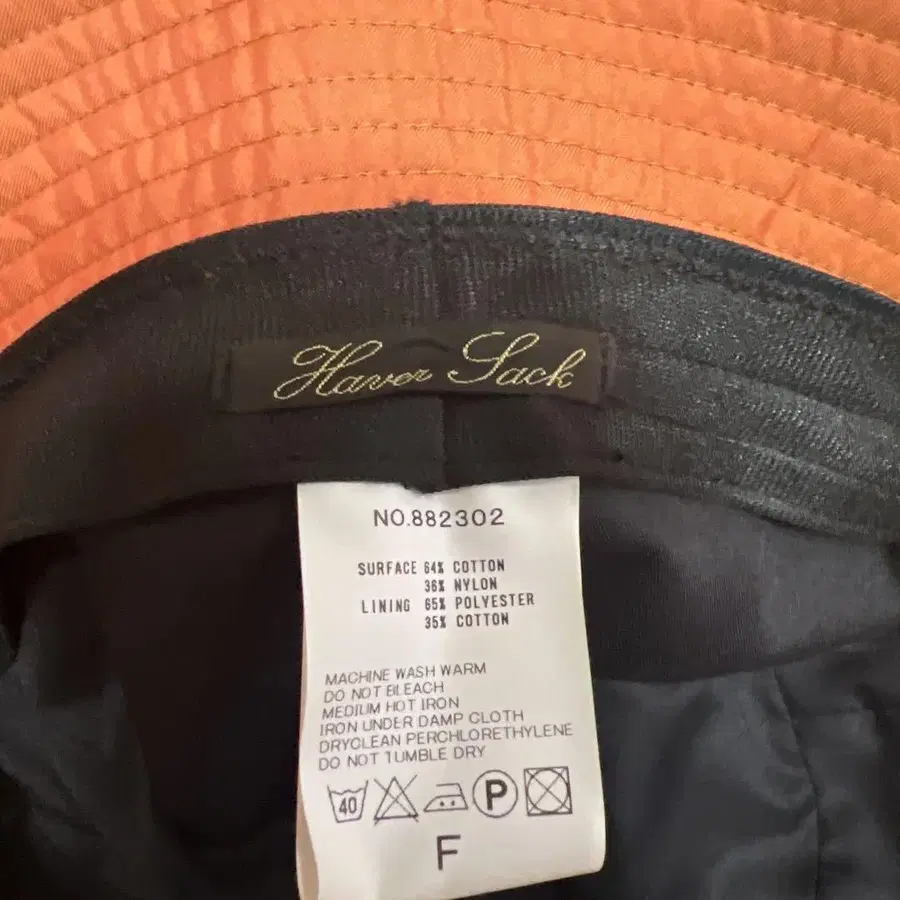 Haver Sack
NO.882302
SURFACE 64% COTTON
36% NYLON
LINING 65% POLYESTER
35% COTTON
MACHINE WASH WARM
DO NOT BLEACH
MEDIUM HOT IRON
IRON UNDER DAMP CLOTH
DRYCLEAN PERCHLORETHYLENE
DO NOT TUMBLE DRY
40 P
F